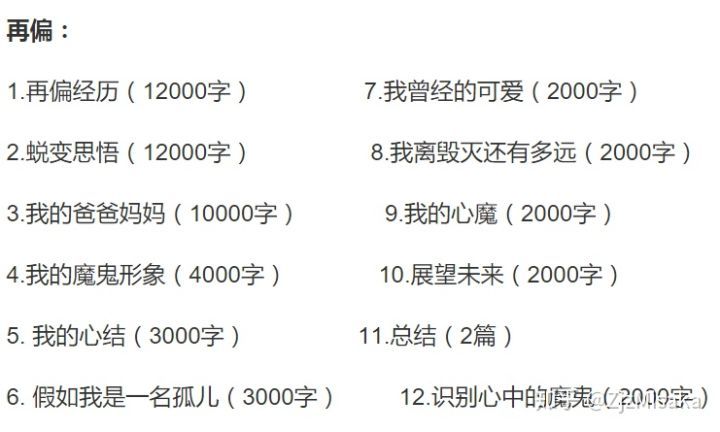 再偏：
1.再偏经历（12000字）
7.我曾经的可爱（2000字）
2.蜕变思悟（12000字）
8.我离毁灭还有多远（2000字）
3.我的爸爸妈妈（10000字）
9.我的心魔（2000字）
4.我的魔鬼形象（4000字）
10.展望未来（2000字）
5. 我的心结（3000字）
11.总结（2篇）
6. 假如我是一名孤儿（3000字）
12.识别心中的魔鬼（2000字）
知乎 @ZjzMisaka